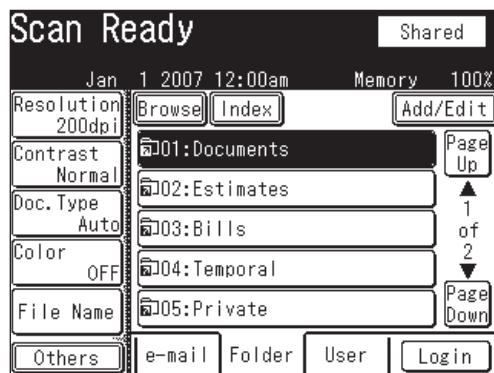 Scan Ready
Shared
Jan 1 2007 12:00am Memory 100%
Resolution
200dpi
Browse Index Add/Edit
Contrast
Normal
01:Documents
Page
Up
Doc.Type
Auto
02:Estimates
1
of
2
Color
OFF
03:Bills
04:Temporal
File Name
05:Private
Page
Down
Others
e-mail Folder User Login